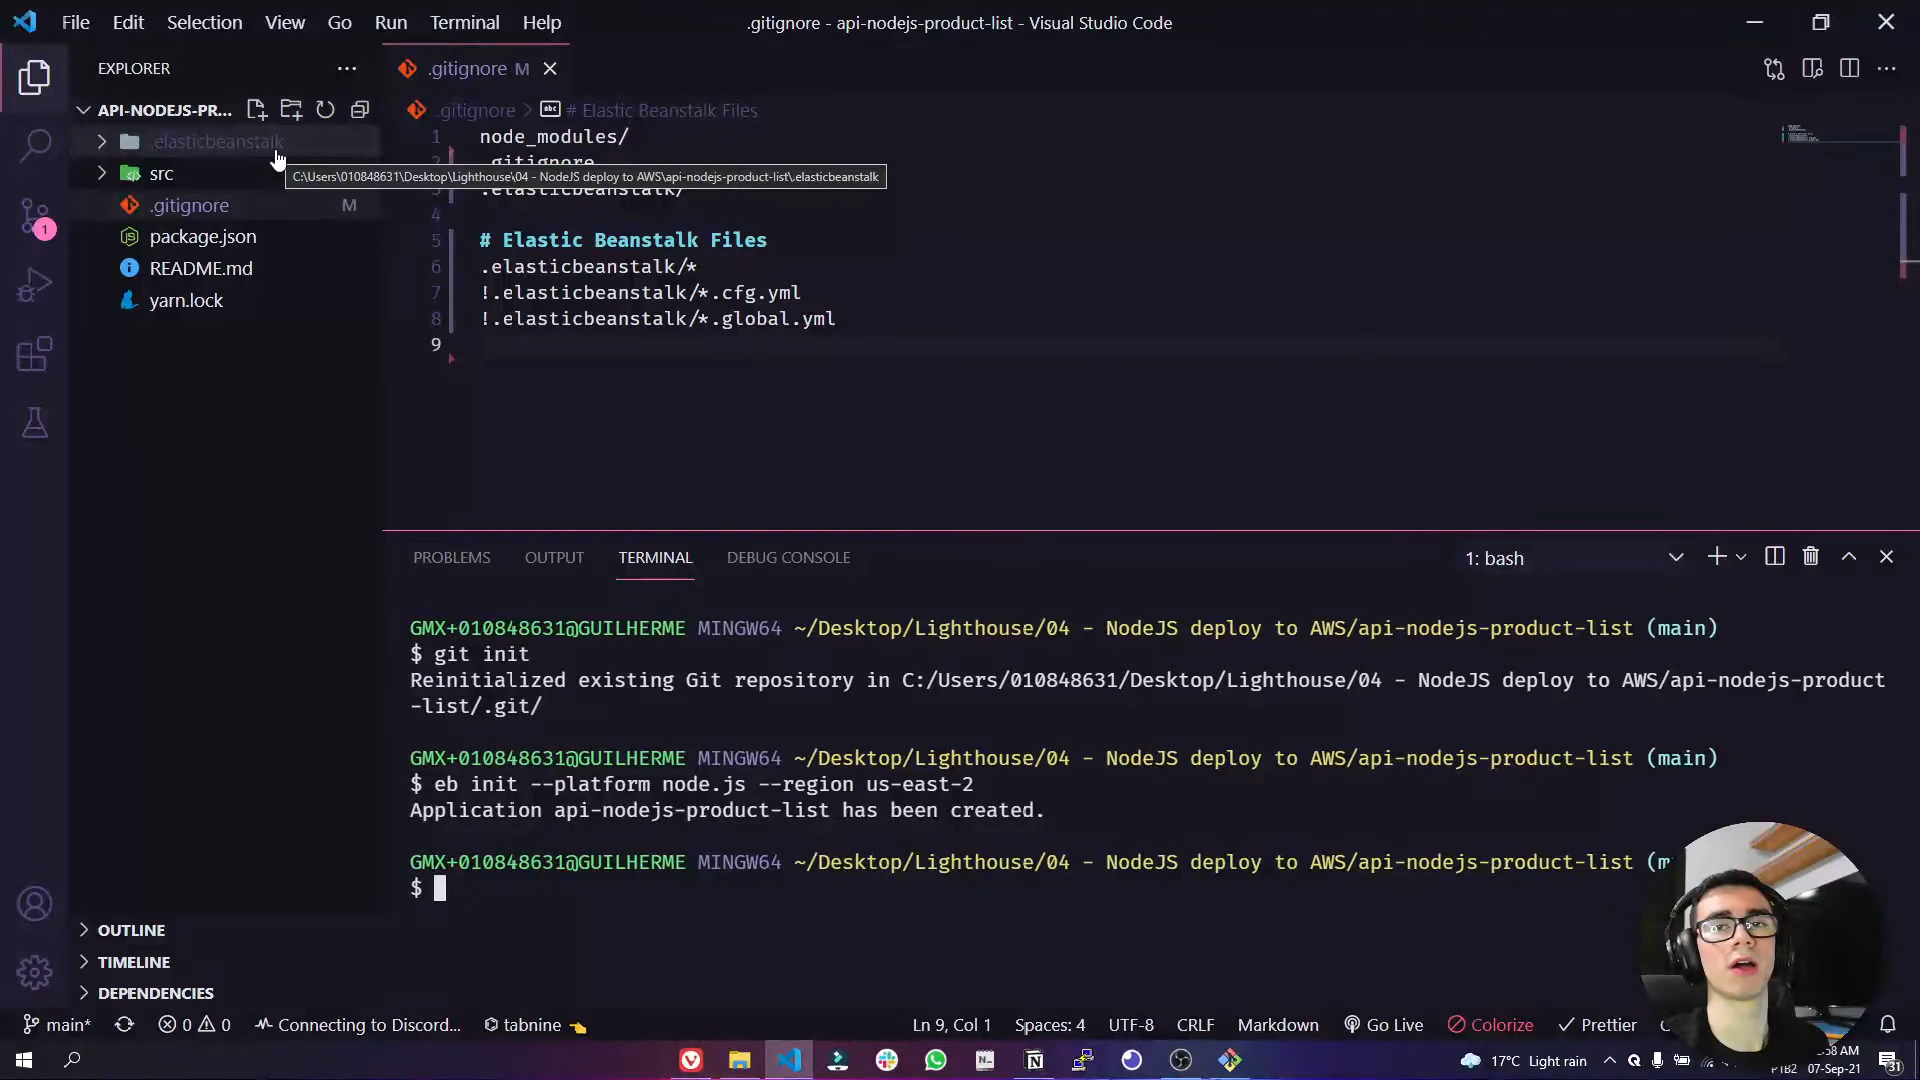 File Edit Selection View Go Run Terminal Help
.gitignore - api-nodejs-product-list - Visual Studio Code
EXPLORER
.gitignore M
API-NODEJS-PR...
.gitignore > # Elastic Beanstalk Files
.elasticbeanstalk
src
.gitignore M
package.json
README.md
yarn.lock
1 node_modules/
.gitignore
C:\Users\010848631\Desktop\Lighthouse\04 - NodeJS deploy to AWS\api-nodejs-product-list\.elasticbeanstalk
.elasticbeanstalk/
4
5 # Elastic Beanstalk Files
6 .elasticbeanstalk/*
7 !.elasticbeanstalk/*.cfg.yml
8 !.elasticbeanstalk/*.global.yml
9
1
PROBLEMS OUTPUT TERMINAL DEBUG CONSOLE
1: bash
GMX+010848631@GUILHERME MINGW64 ~/Desktop/Lighthouse/04 - NodeJS deploy to AWS/api-nodejs-product-list (main)
$ git init
Reinitialized existing Git repository in C:/Users/010848631/Desktop/Lighthouse/04 - NodeJS deploy to AWS/api-nodejs-product
-list/.git/
GMX+010848631@GUILHERME MINGW64 ~/Desktop/Lighthouse/04 - NodeJS deploy to AWS/api-nodejs-product-list (main)
$ eb init --platform node.js --region us-east-2
Application api-nodejs-product-list has been created.
GMX+010848631@GUILHERME MINGW64 ~/Desktop/Lighthouse/04 - NodeJS deploy to AWS/api-nodejs-product-list (m
$
OUTLINE
TIMELINE
DEPENDENCIES
main* 0 0 Connecting to Discord... tabnine Ln 9, Col 1 Spaces: 4 UTF-8 CRLF Markdown Go Live Colorize Prettier
17°C Light rain
:58 AM
PTB2 07-Sep-21
31